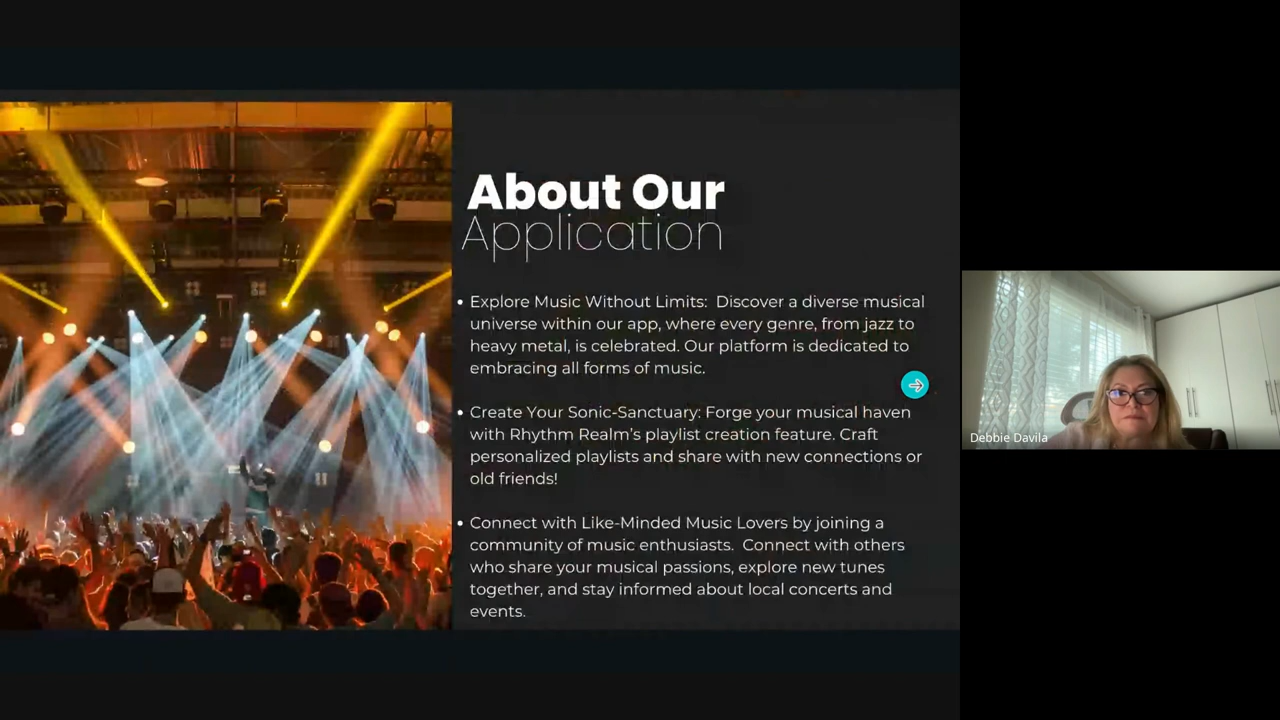 About Our
Application
• Explore Music Without Limits:  Discover a diverse musical
universe within our app, where every genre, from jazz to
heavy metal, is celebrated. Our platform is dedicated to
embracing all forms of music.
• Create Your Sonic-Sanctuary: Forge your musical haven
with Rhythm Realm’s playlist creation feature. Craft
personalized playlists and share with new connections or
old friends!
• Connect with Like-Minded Music Lovers by joining a
community of music enthusiasts.  Connect with others
who share your musical passions, explore new tunes
together, and stay informed about local concerts and
events.
Debbie Davila